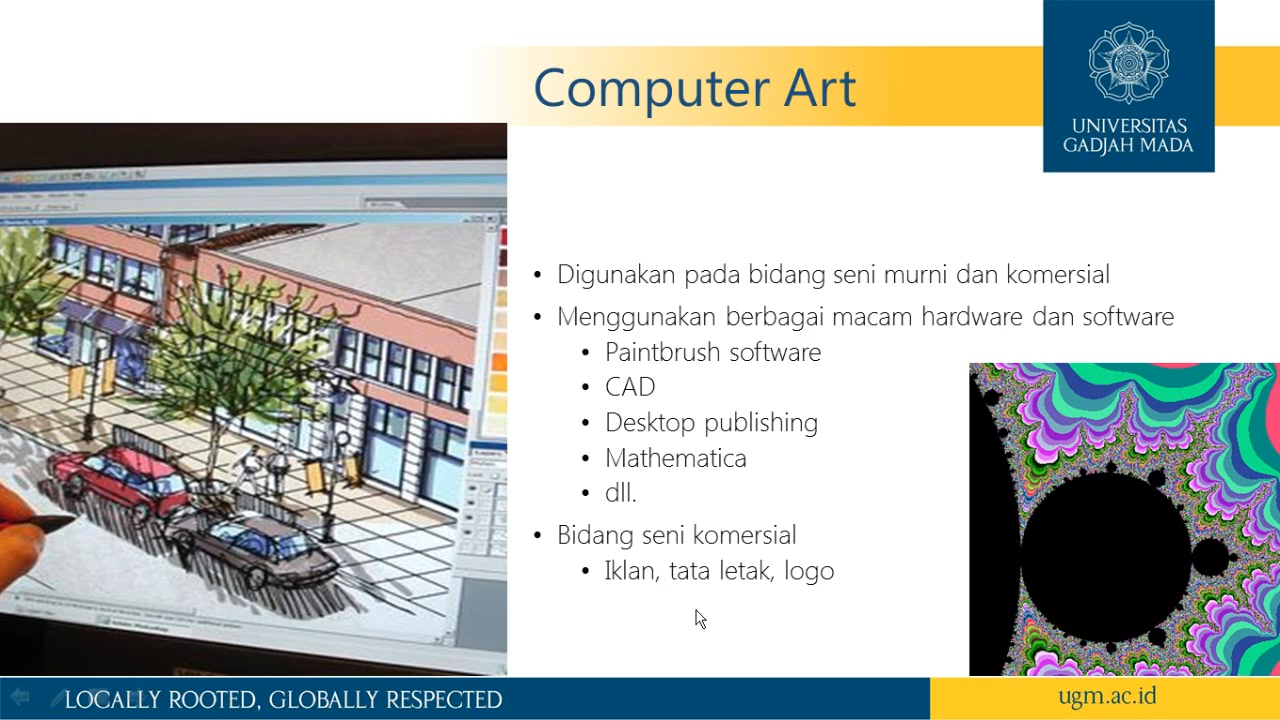 Computer Art
UNIVERSITAS
GADJAH MADA
• Digunakan pada bidang seni murni dan komersial
• Menggunakan berbagai macam hardware dan software
• Paintbrush software
• CAD
• Desktop publishing
• Mathematica
• dll.
• Bidang seni komersial
• Iklan, tata letak, logo
LOCALLY ROOTED, GLOBALLY RESPECTED
ugm.ac.id